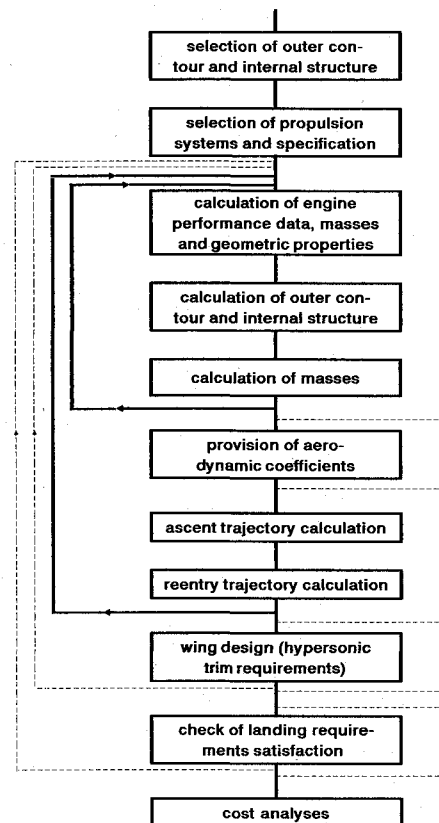 selection of outer con-
tour and internal structure
selection of propulsion
systems and specification
calculation of engine
performance data, masses
and geometric properties
calculation of outer con-
tour and internal structure
calculation of masses
provision of aero-
dynamic coefficients
ascent trajectory calculation
reentry trajectory calculation
wing design (hypersonic
trim requirements)
check of landing require-
ments satisfaction
cost analyses